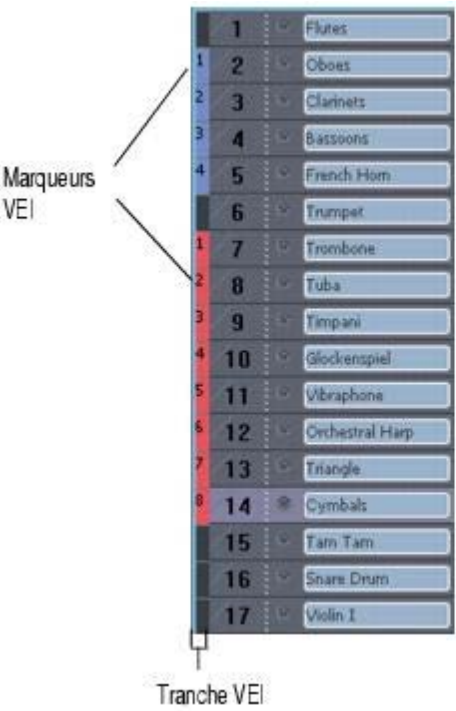 1 Flutes
1 2 Oboes
2 3 Clarinets
3 4 Bassoons
4 5 French Horn
Marqueurs
VEI
6 Trumpet
1 7 Trombone
2 8 Tuba
3 9 Timpani
4 10 Glockenspiel
5 11 Vibraphone
6 12 Orchestral Harp
7 13 Triangle
8 14 Cymbals
15 Tam Tam
16 Snare Drum
17 Violin I
Tranche VEI